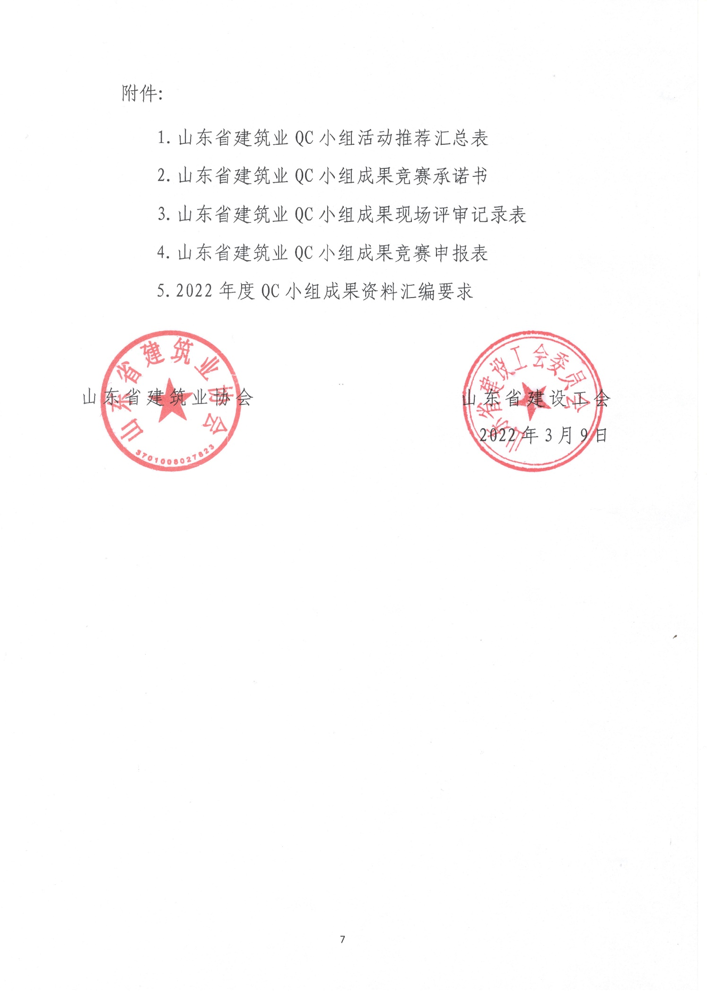 附件:
1. 山东省建筑业 QC 小组活动推荐汇总表
2. 山东省建筑业 QC 小组成果竞赛承诺书
3. 山东省建筑业 QC 小组成果现场评审记录表
4. 山东省建筑业 QC 小组成果竞赛申报表
5. 2022 年度 QC 小组成果资料汇编要求
山东省建筑业协会
3701008027623
山东省建筑业协会
山东省建设工会委员会
山东省建设工会
2022 年 3 月 9 日
7